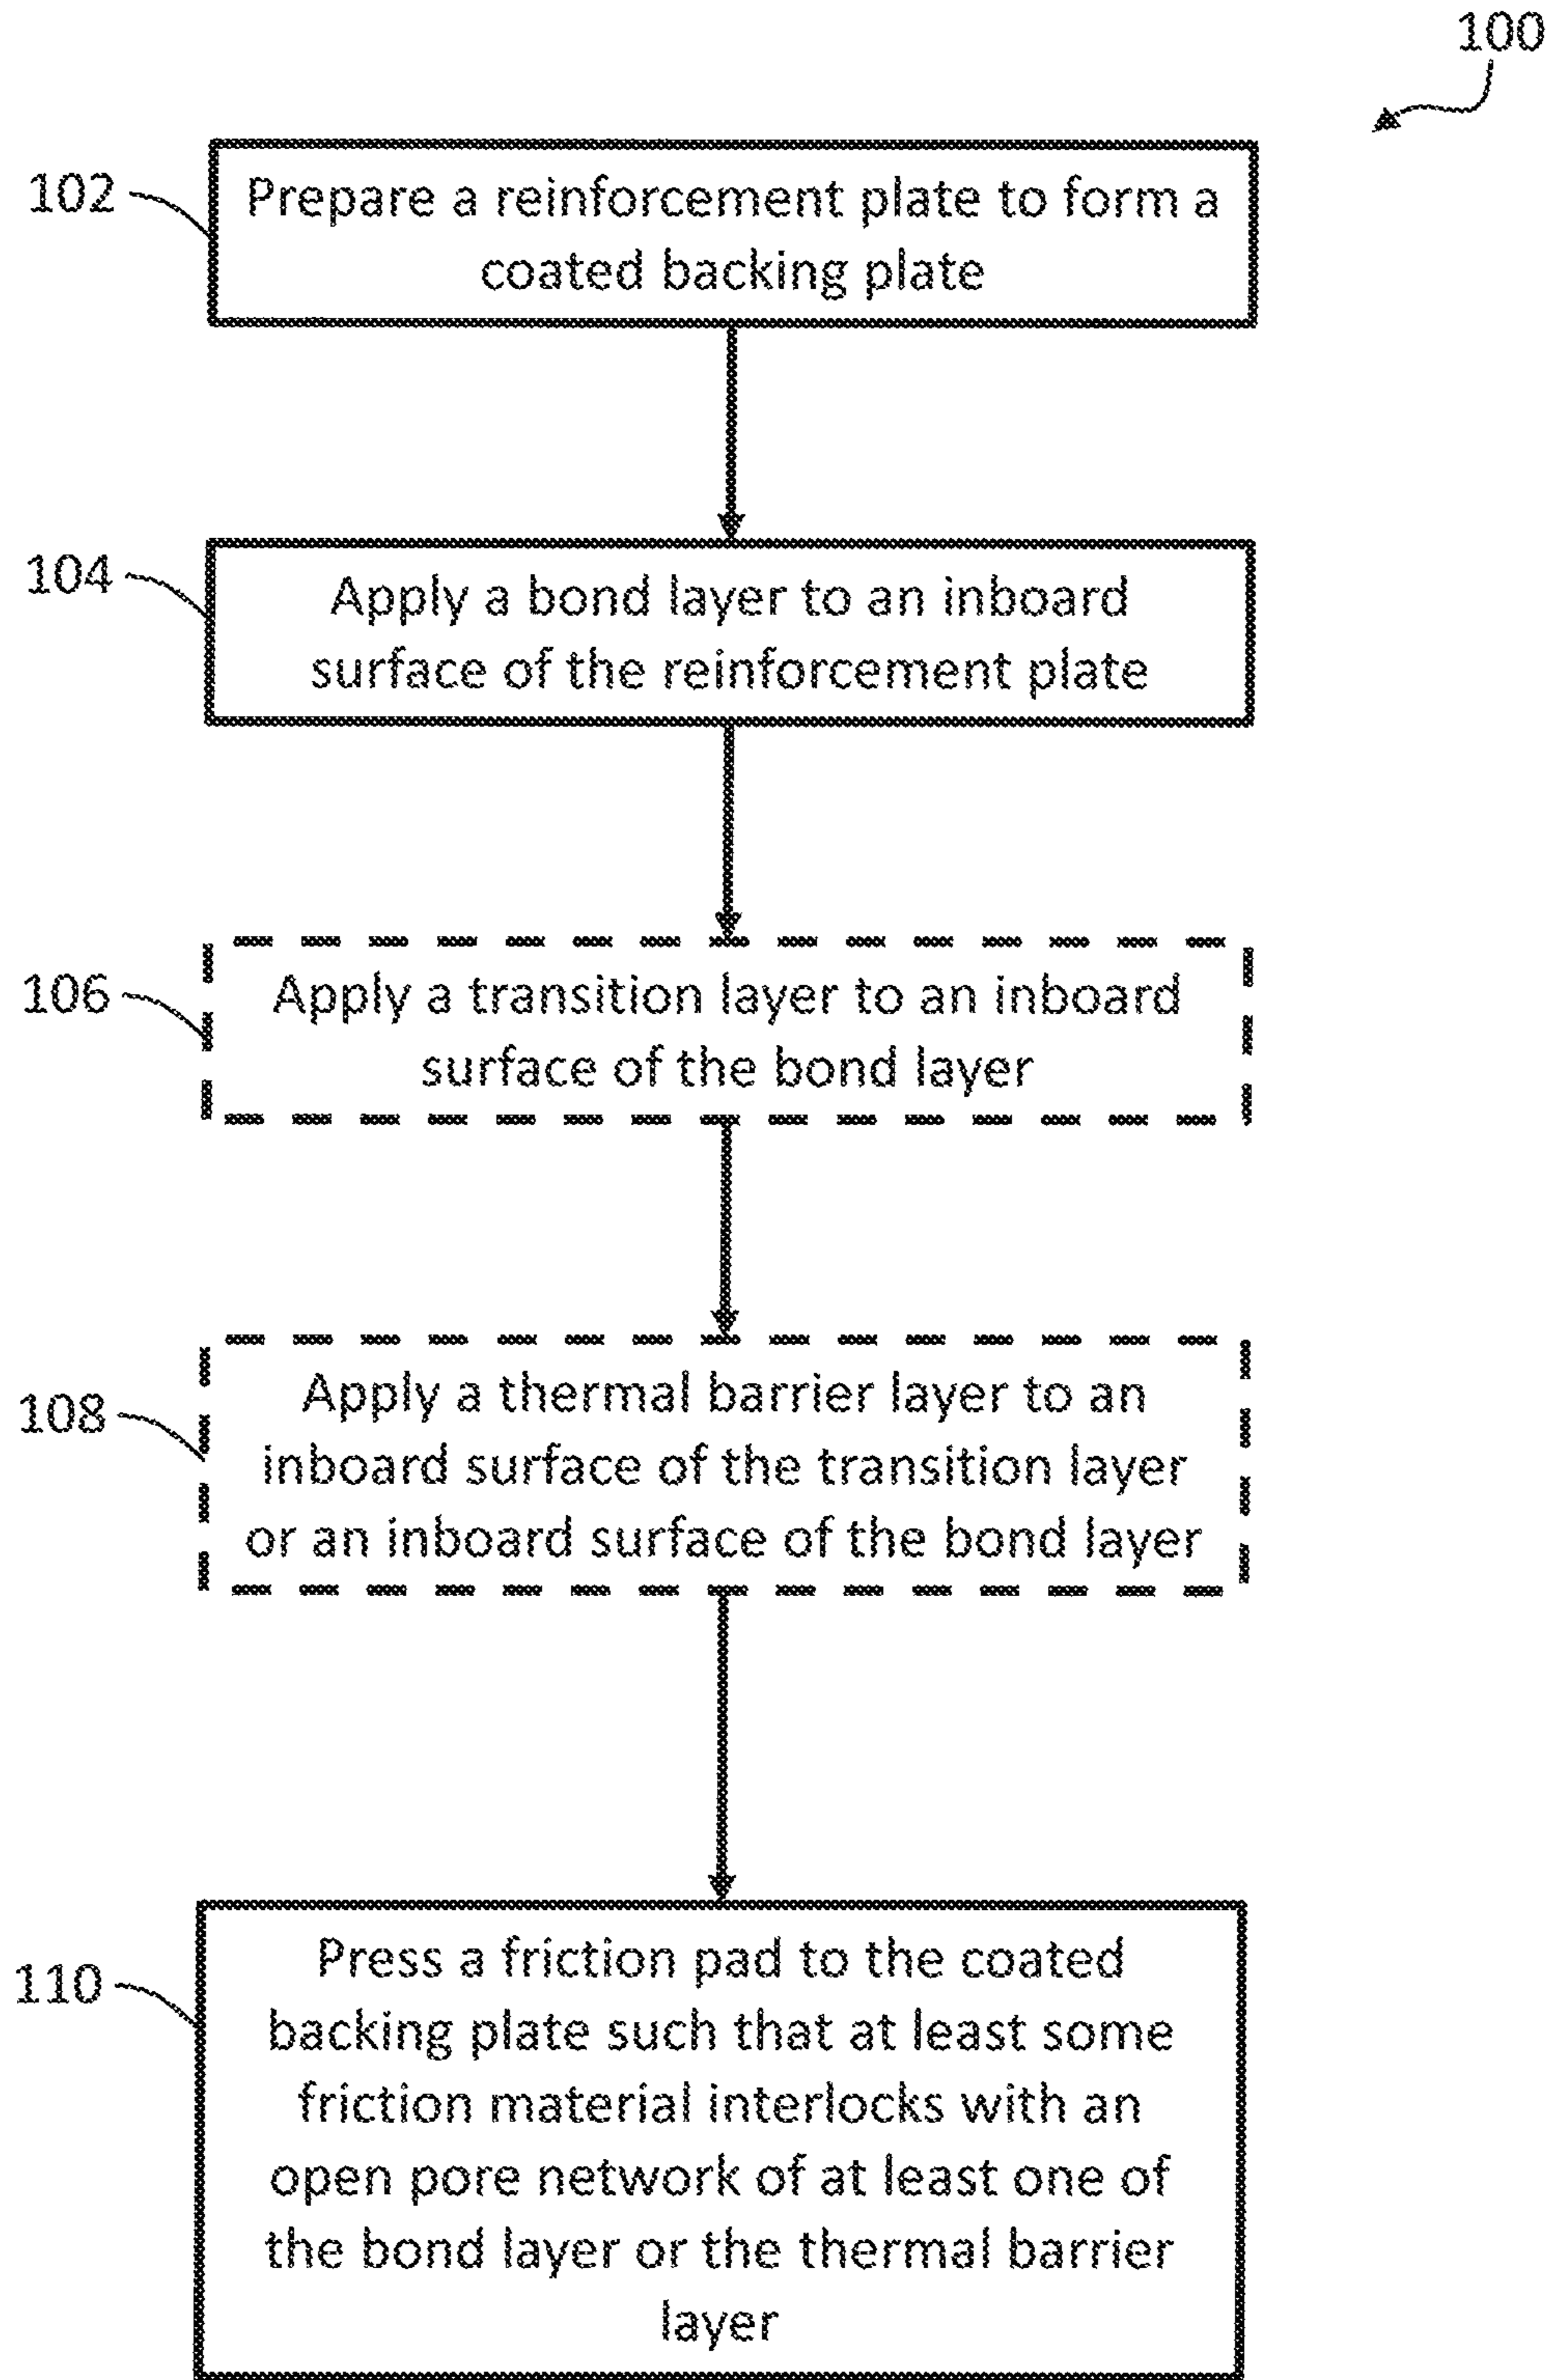 100
102
Prepare a reinforcement plate to form a
coated backing plate
104
Apply a bond layer to an inboard
surface of the reinforcement plate
106
Apply a transition layer to an inboard
surface of the bond layer
108
Apply a thermal barrier layer to an
inboard surface of the transition layer
or an inboard surface of the bond layer
110
Press a friction pad to the coated
backing plate such that at least some
friction material interlocks with an
open pore network of at least one of
the bond layer or the thermal barrier
layer